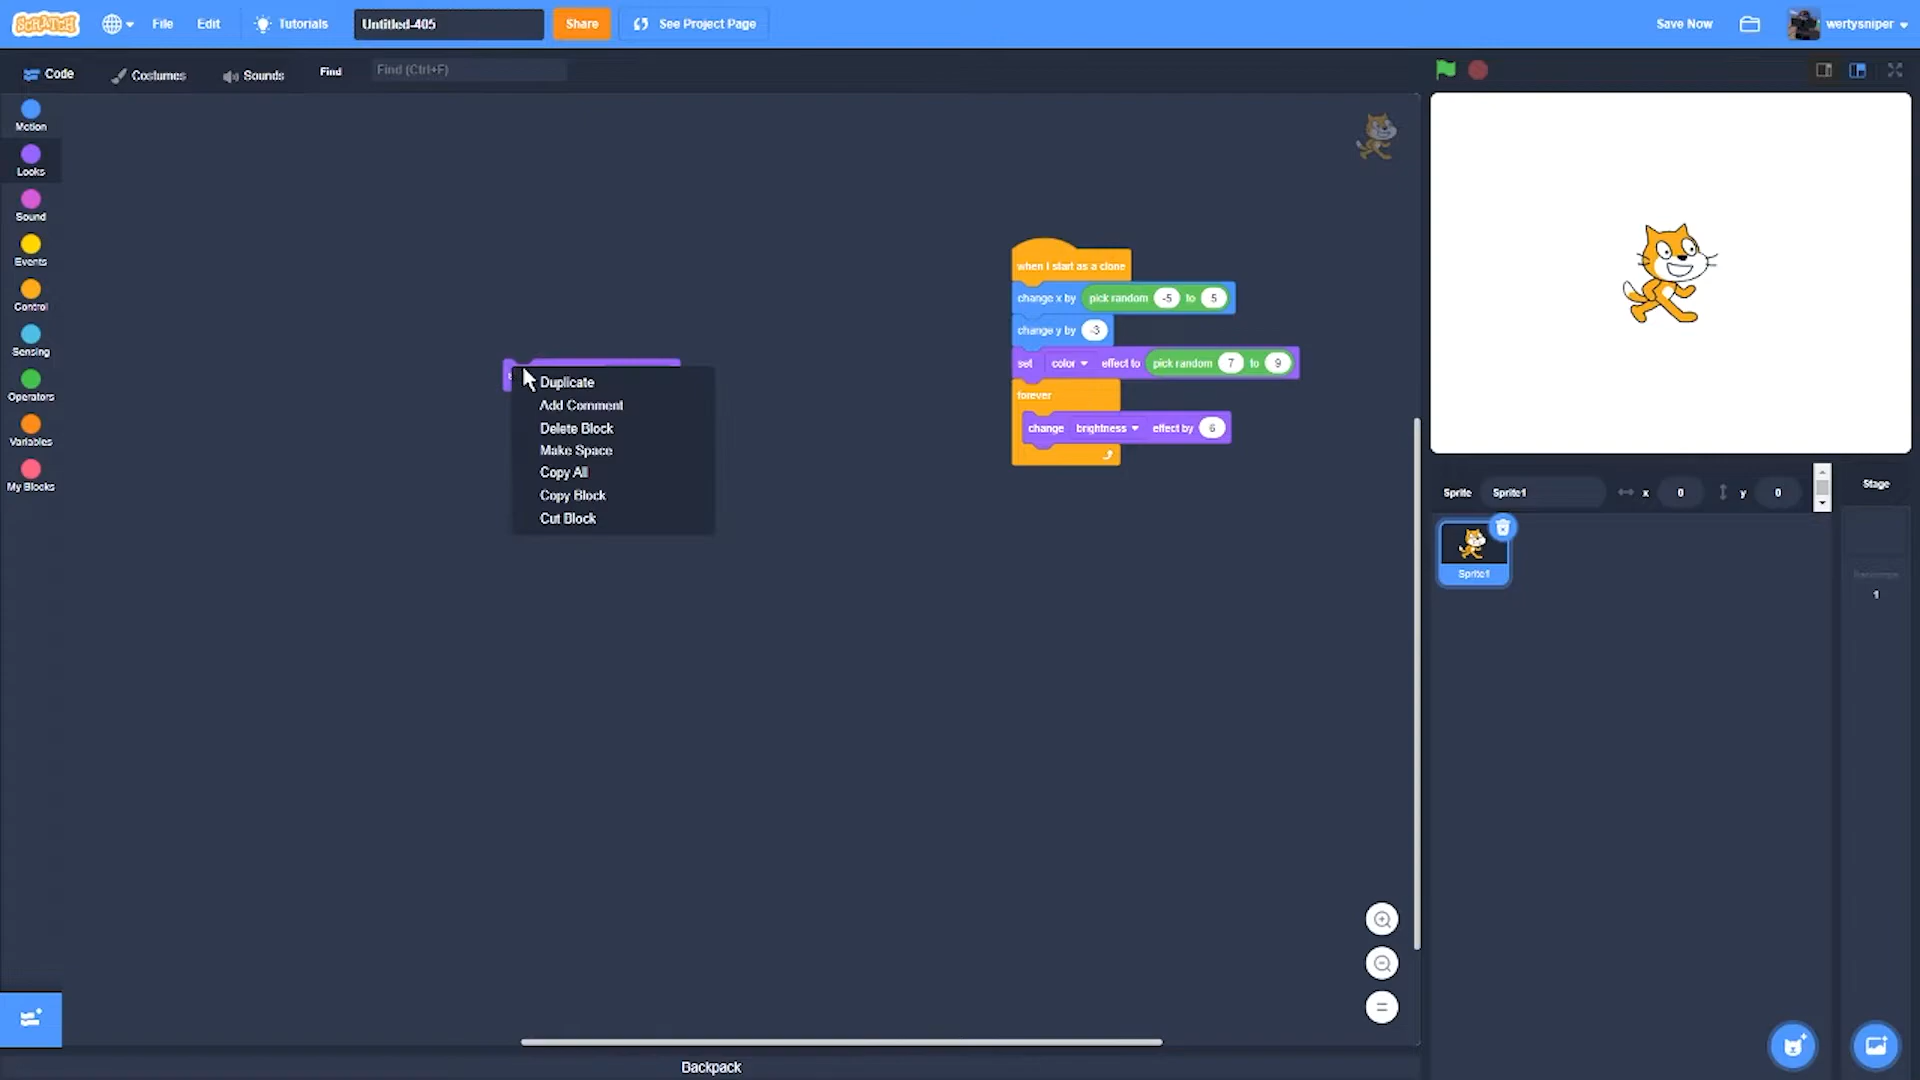 SCRATCH
File
Edit
Tutorials
Untitled-405
Share
See Project Page
Save Now
wertysniper
Code
Costumes
Sounds
Find
Find (Ctrl+F)
Motion
Looks
Sound
Events
Control
Sensing
Operators
Variables
My Blocks
Duplicate
Add Comment
Delete Block
Make Space
Copy All
Copy Block
Cut Block
when I start as a clone
change x by pick random -5 to 5
change y by -3
set color effect to pick random 7 to 9
forever
change brightness effect by 6
Sprite Sprite1 x 0 y 0
Stage
Sprite1
1
Backpack